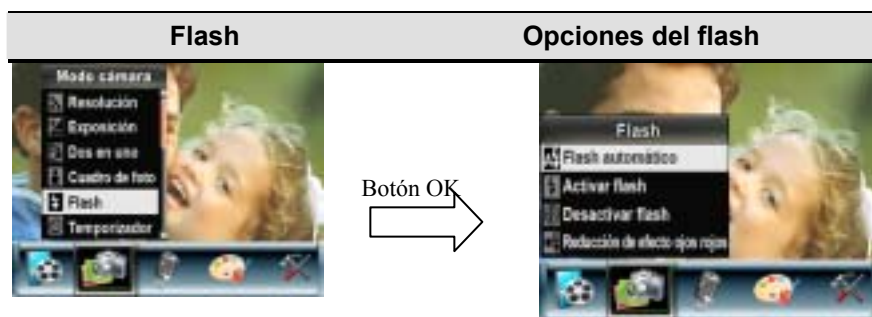 Flash
Opciones del flash
Modo cámara
Resolución
Exposición
Dos en uno
Cuadro de foto
Flash
Temporizador
Botón OK
Flash
Flash automático
Activar flash
Desactivar flash
Reducción de efecto ojos rojos